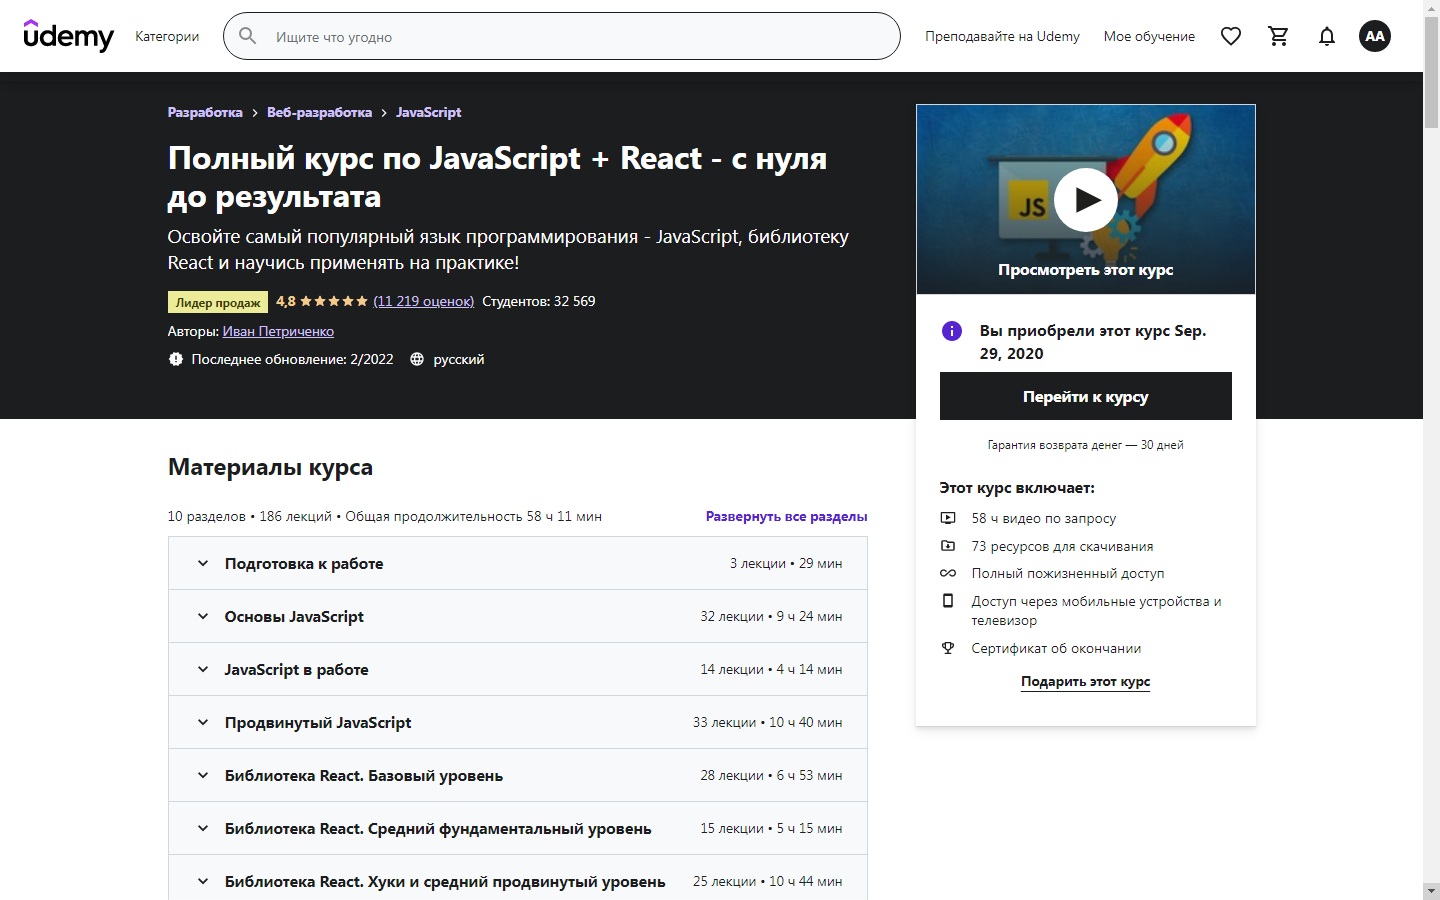 udemy
Категории
Ищите что угодно
Преподавайте на Udemy
Мое обучение
AA
Разработка > Веб-разработка > JavaScript
Полный курс по JavaScript + React - с нуля
до результата
Освойте самый популярный язык программирования - JavaScript, библиотеку
React и научись применять на практике!
Лидер продаж 4,8 (11 219 оценок) Студентов: 32 569
Авторы: Иван Петриченко
Последнее обновление: 2/2022 русский
JS
Просмотреть этот курс
Вы приобрели этот курс Sep.
29, 2020
Перейти к курсу
Гарантия возврата денег — 30 дней
Этот курс включает:
58 ч видео по запросу
73 ресурсов для скачивания
Полный пожизненный доступ
Доступ через мобильные устройства и
телевизор
Сертификат об окончании
Подарить этот курс
Материалы курса
10 разделов • 186 лекций • Общая продолжительность 58 ч 11 мин
Развернуть все разделы
Подготовка к работе 3 лекции • 29 мин
Основы JavaScript 32 лекции • 9 ч 24 мин
JavaScript в работе 14 лекции • 4 ч 14 мин
Продвинутый JavaScript 33 лекции • 10 ч 40 мин
Библиотека React. Базовый уровень 28 лекции • 6 ч 53 мин
Библиотека React. Средний фундаментальный уровень 15 лекции • 5 ч 15 мин
Библиотека React. Хуки и средний продвинутый уровень 25 лекции • 10 ч 44 мин